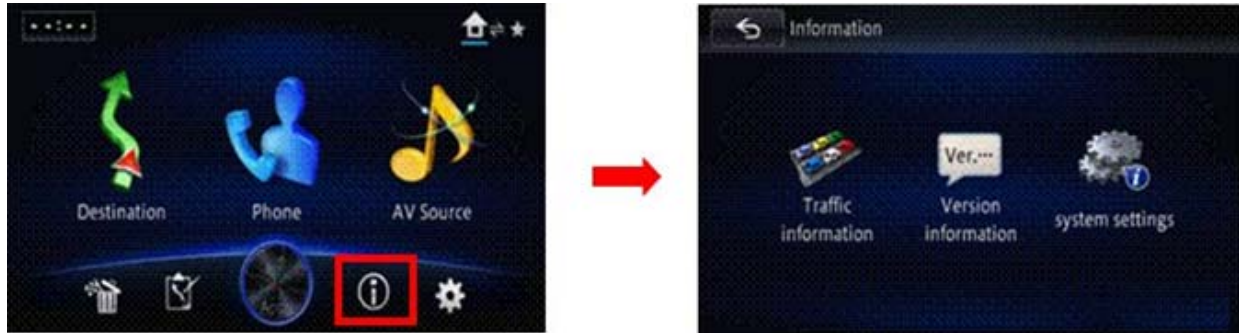 --:--
Destination
Phone
AV Source
Information
Ver.···
Traffic
information
Version
information
system settings